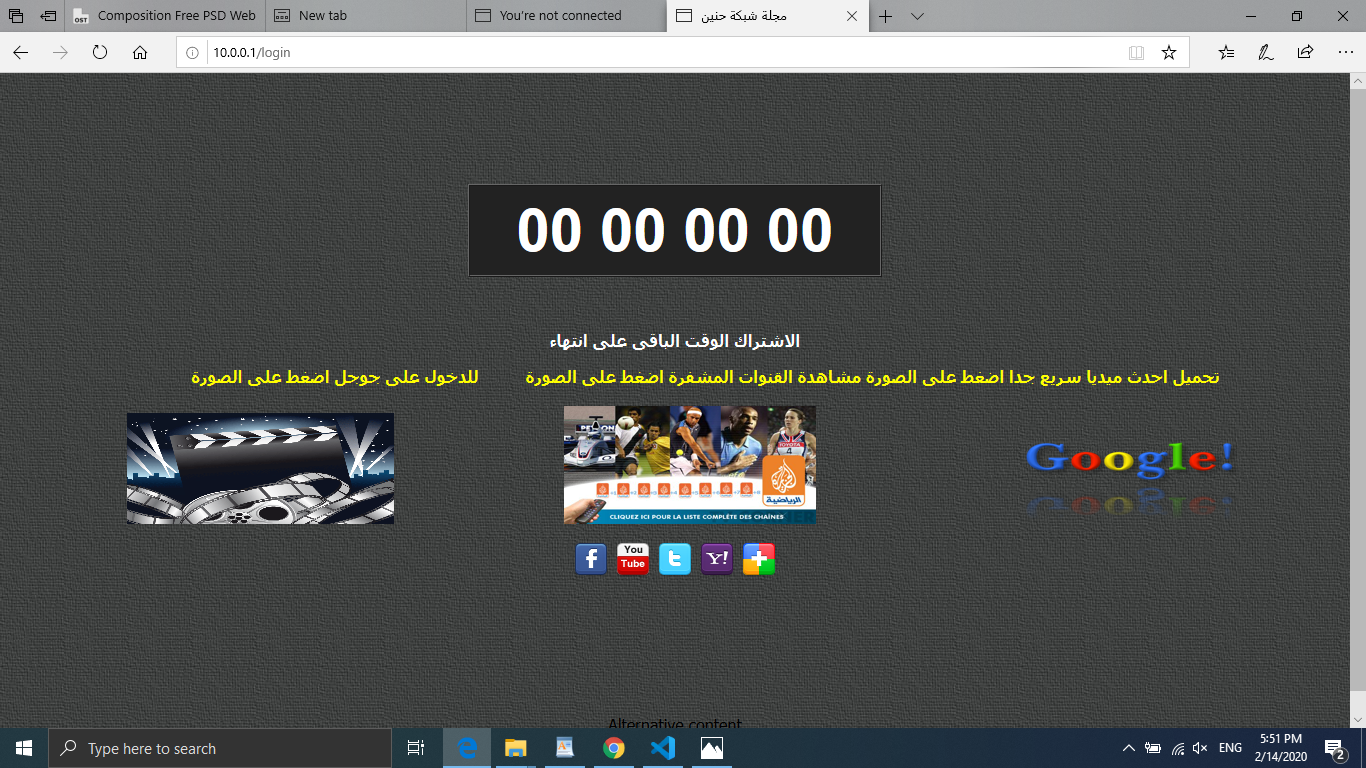 Composition Free PSD Web
New tab
You're not connected
مجلة شبكة حنين
10.0.0.1/login
00 00 00 00
الاشتراك الوقت الباقى على انتهاء
تحميل احدث ميديا سريع جدا اضغط على الصورة مشاهدة القنوات المشفرة اضغط على الصورة
للدخول على جوجل اضغط على الصورة
TOYOTA
4
الجزيرة
الرياضية
CLIQUEZ ICI POUR LA LISTE COMPLÈTE DES CHAÎNES
Google!
f
You
Tube
t
Y!
+
Alternative content
Type here to search
ENG
5:51 PM
2/14/2020
2